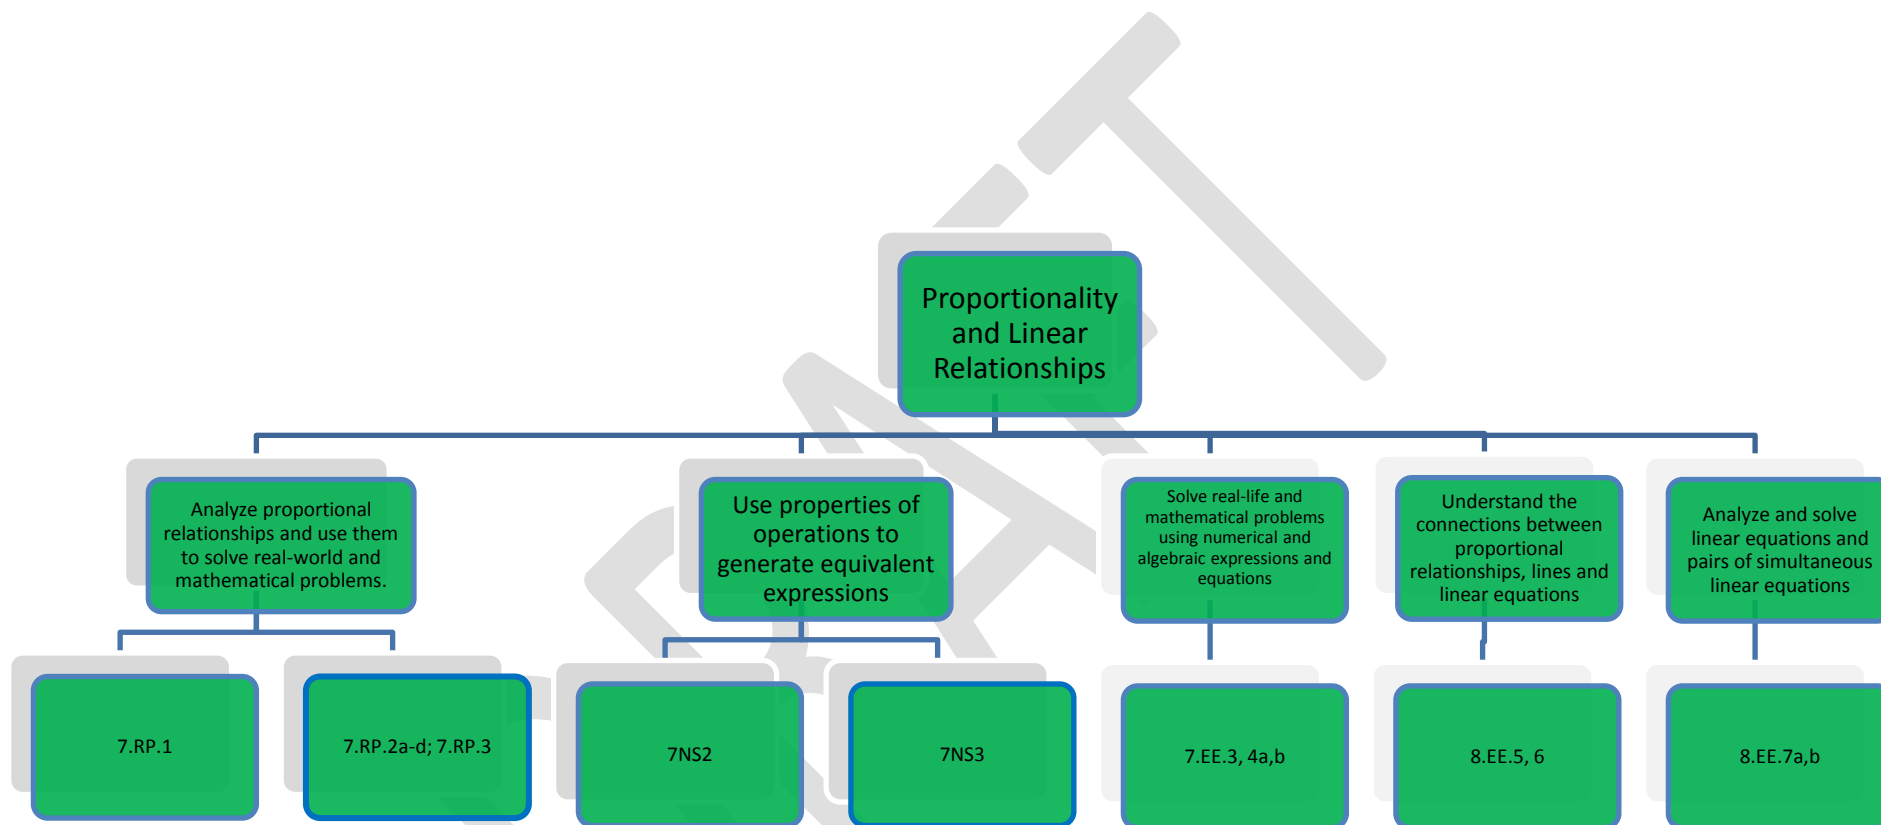 Proportionality
and Linear
Relationships
Analyze proportional
relationships and use them
to solve real-world and
mathematical problems.
Use properties of
operations to
generate equivalent
expressions
Solve real-life and
mathematical problems
using numerical and
algebraic expressions and
equations
Understand the
connections between
proportional
relationships, lines and
linear equations
Analyze and solve
linear equations and
pairs of simultaneous
linear equations
7.RP.1
7.RP.2a-d; 7.RP.3
7NS2
7NS3
7.EE.3, 4a,b
8.EE.5, 6
8.EE.7a,b